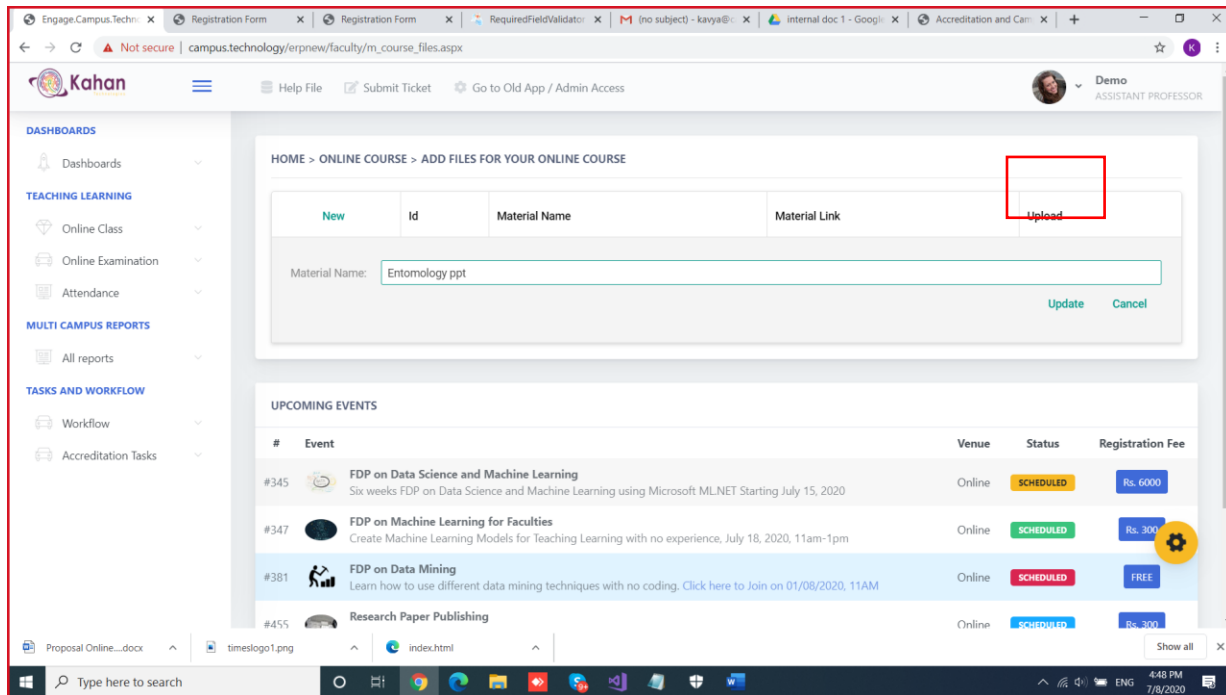 Engage.Campus.Techn
Registration Form
Registration Form
RequiredFieldValidator
(no subject) - kavya@
internal doc 1 - Google
Accreditation and Cam
Not secure | campus.technology/erpnew/faculty/m_course_files.aspx
K
Kahan
Help File
Submit Ticket
Go to Old App / Admin Access
Demo
ASSISTANT PROFESSOR
DASHBOARDS
Dashboards
TEACHING LEARNING
Online Class
Online Examination
Attendance
MULTI CAMPUS REPORTS
All reports
TASKS AND WORKFLOW
Workflow
Accreditation Tasks
HOME > ONLINE COURSE > ADD FILES FOR YOUR ONLINE COURSE
New Id Material Name Material Link Upload
Material Name: Entomology ppt
Update Cancel
UPCOMING EVENTS
# Event Venue Status Registration Fee
#345 FDP on Data Science and Machine Learning Online SCHEDULED Rs. 6000
Six weeks FDP on Data Science and Machine Learning using Microsoft ML.NET Starting July 15, 2020
#347 FDP on Machine Learning for Faculties Online SCHEDULED Rs. 300
Create Machine Learning Models for Teaching Learning with no experience, July 18, 2020, 11am-1pm
#381 FDP on Data Mining Online SCHEDULED FREE
Learn how to use different data mining techniques with no coding. Click here to Join on 01/08/2020, 11AM
#455 Research Paper Publishing Online SCHEDULED Rs. 300
Proposal Online....docx
timeslogo1.png
index.html
Show all
Type here to search
ENG
4:48 PM
7/8/2020